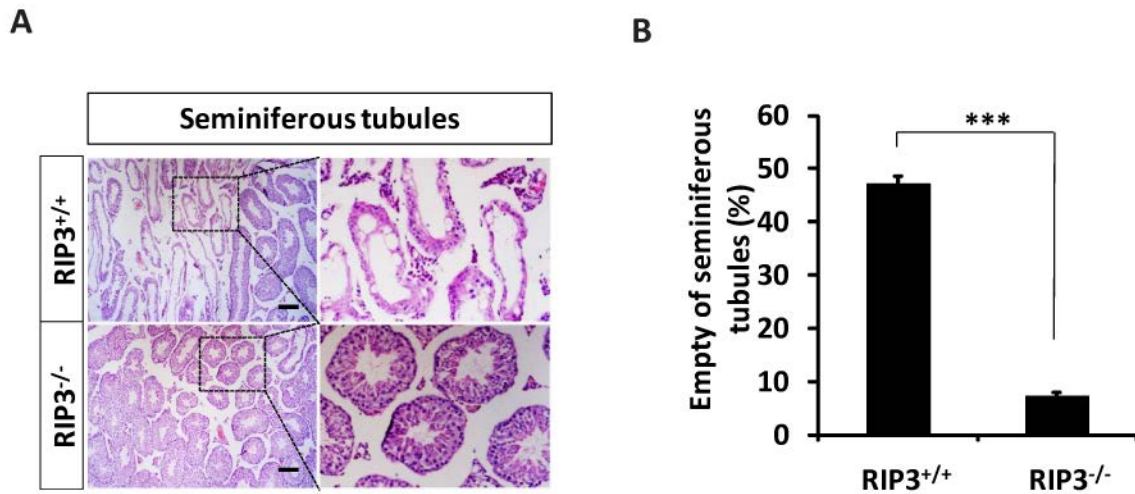 A
Seminiferous tubules
RIP3+/+
RIP3-/-
B
Empty of seminiferous
tubules (%)
60
50
40
30
20
10
0
***
RIP3+/+ RIP3-/-